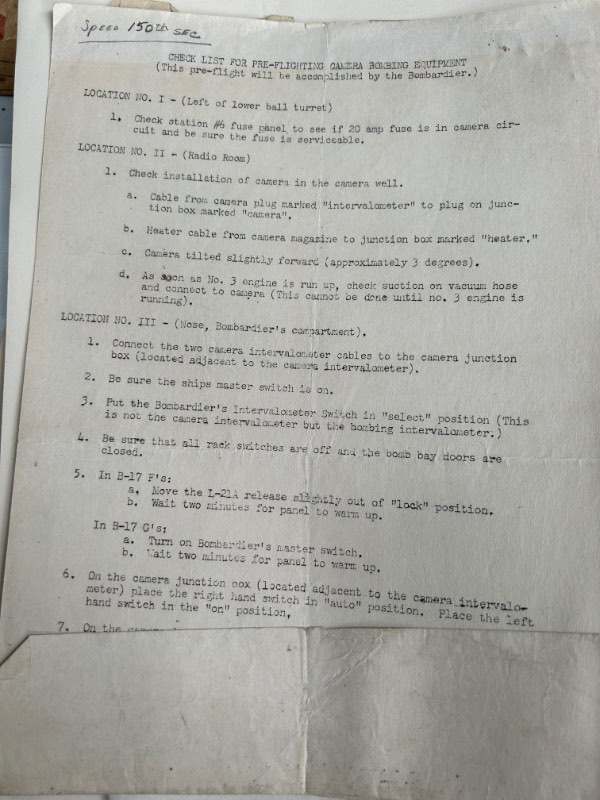 Speed 150th SEC
CHECK LIST FOR PRE-FLIGHTING CAMERA BOMBING EQUIPMENT
(This pre-flight will be accomplished by the Bombardier.)
LOCATION NO. I - (Left of lower ball turret)
1. Check station #6 fuse panel to see if 20 amp fuse is in camera cir-
cuit and be sure the fuse is servicable.
LOCATION NO. II - (Radio Room)
1. Check installation of camera in the camera well.
a. Cable from camera plug marked "intervalometer" to plug on junc-
tion box marked "camera".
b. Heater cable from camera magazine to junction box marked "heater."
c. Camera tilted slightly forward (approximately 3 degrees).
d. As soon as No. 3 engine is run up, check suction on vacuum hose
and connect to camera (This cannot be done until no. 3 engine is
running).
LOCATION NO. III - (Nose, Bombardier's compartment).
1. Connect the two camera intervalometer cables to the camera junction
box (located adjacent to the camera intervalometer).
2. Be sure the ships master switch is on.
3. Put the Bombardier's Intervalometer Switch in "select" position (This
is not the camera intervalometer but the bombing intervalometer.)
4. Be sure that all rack switches are off and the bomb bay doors are
closed.
5. In B-17 F's:
a. Move the L-21A release slightly out of "lock" position.
b. Wait two minutes for panel to warm up.
In B-17 G's:
a. Turn on Bombardier's master switch.
b. Wait two minutes for panel to warm up.
6. On the camera junction box (located adjacent to the camera intervalo-
meter) place the right hand switch in "auto" position. Place the left
hand switch in the "on" position,
7. On the